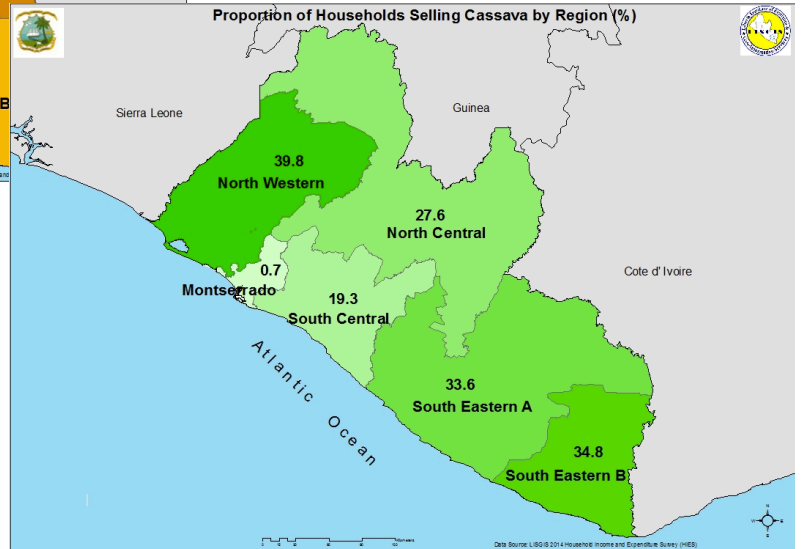 Proportion of Households Selling Cassava by Region (%)
LISGIS
B
Sierra Leone
Guinea
39.8
North Western
27.6
North Central
Cote d' Ivoire
0.7
Montserrado
19.3
South Central
Atlantic Ocean
33.6
South Eastern A
34.8
South Eastern B
Data Source: LISGIS 2014 Household Income and Expenditure Survey (HIES)